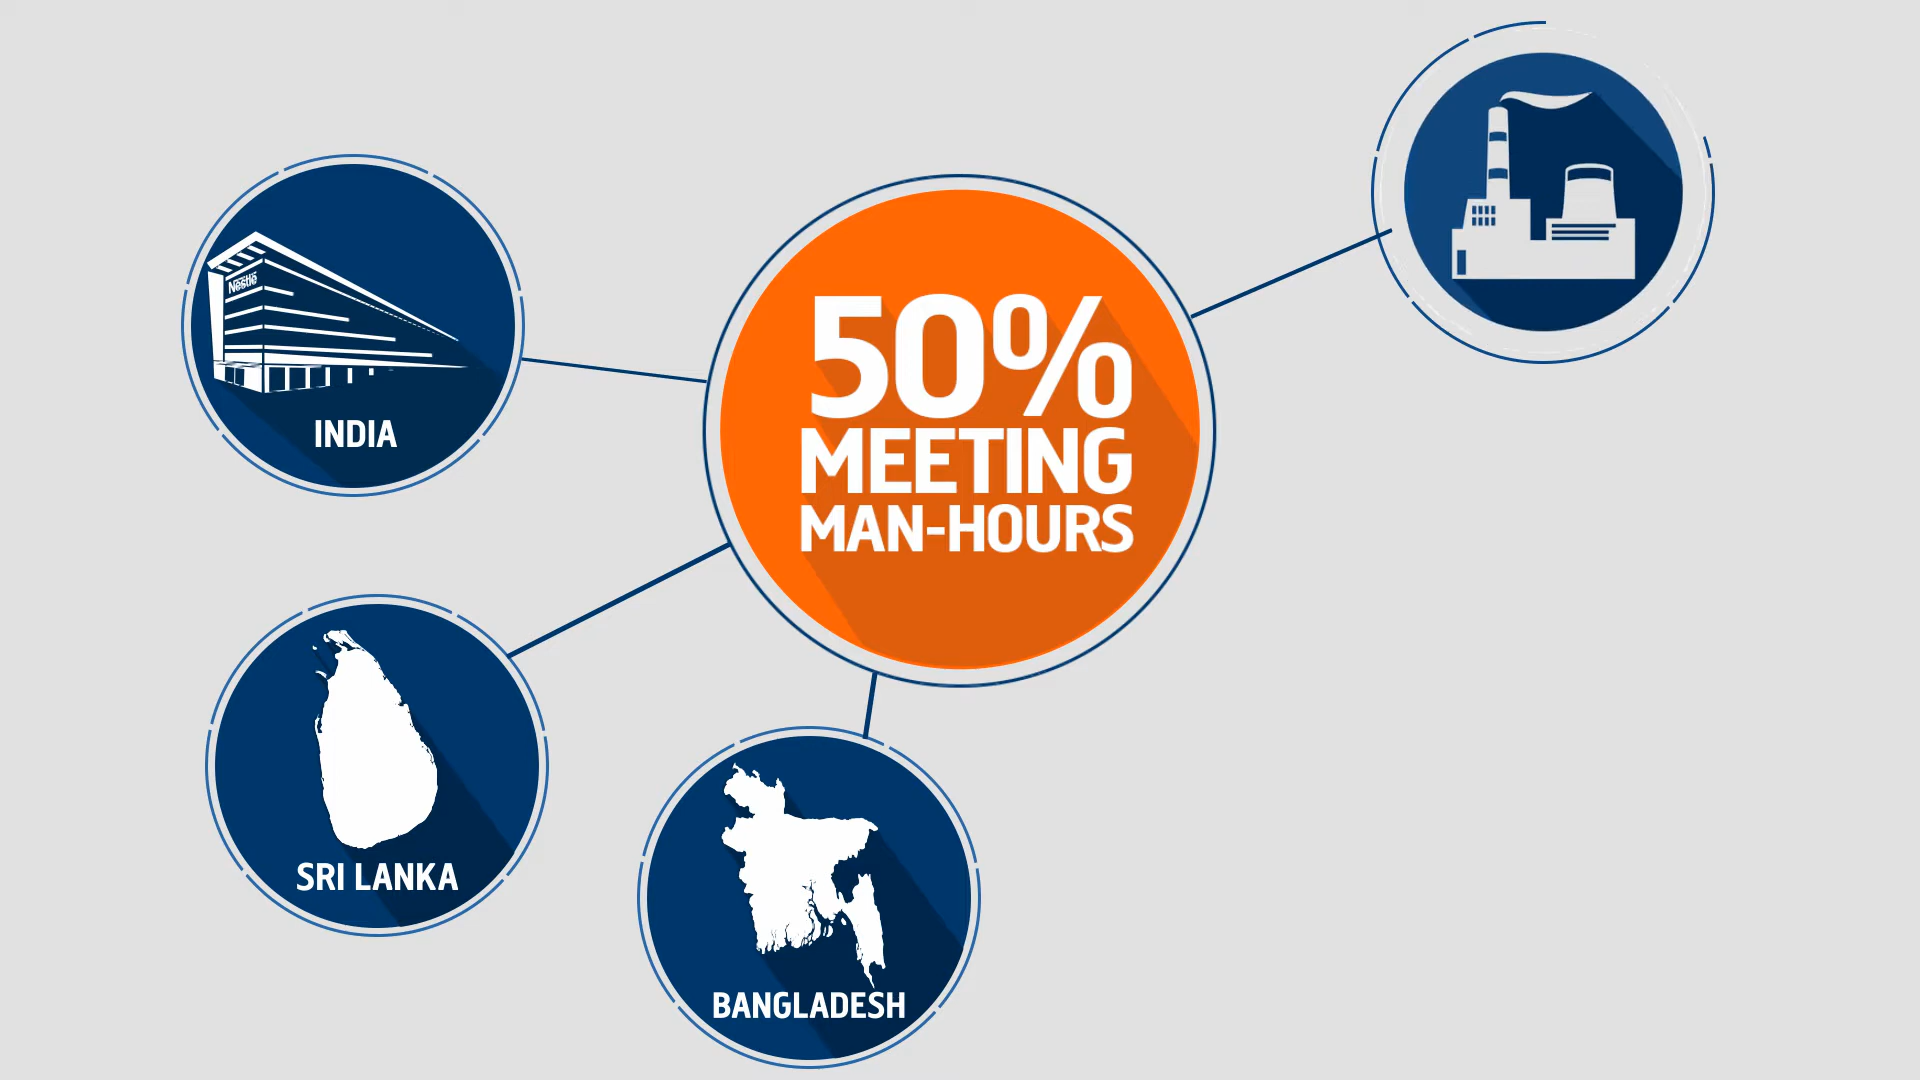 Nestlé
INDIA
50%
MEETING
MAN-HOURS
SRI LANKA
BANGLADESH